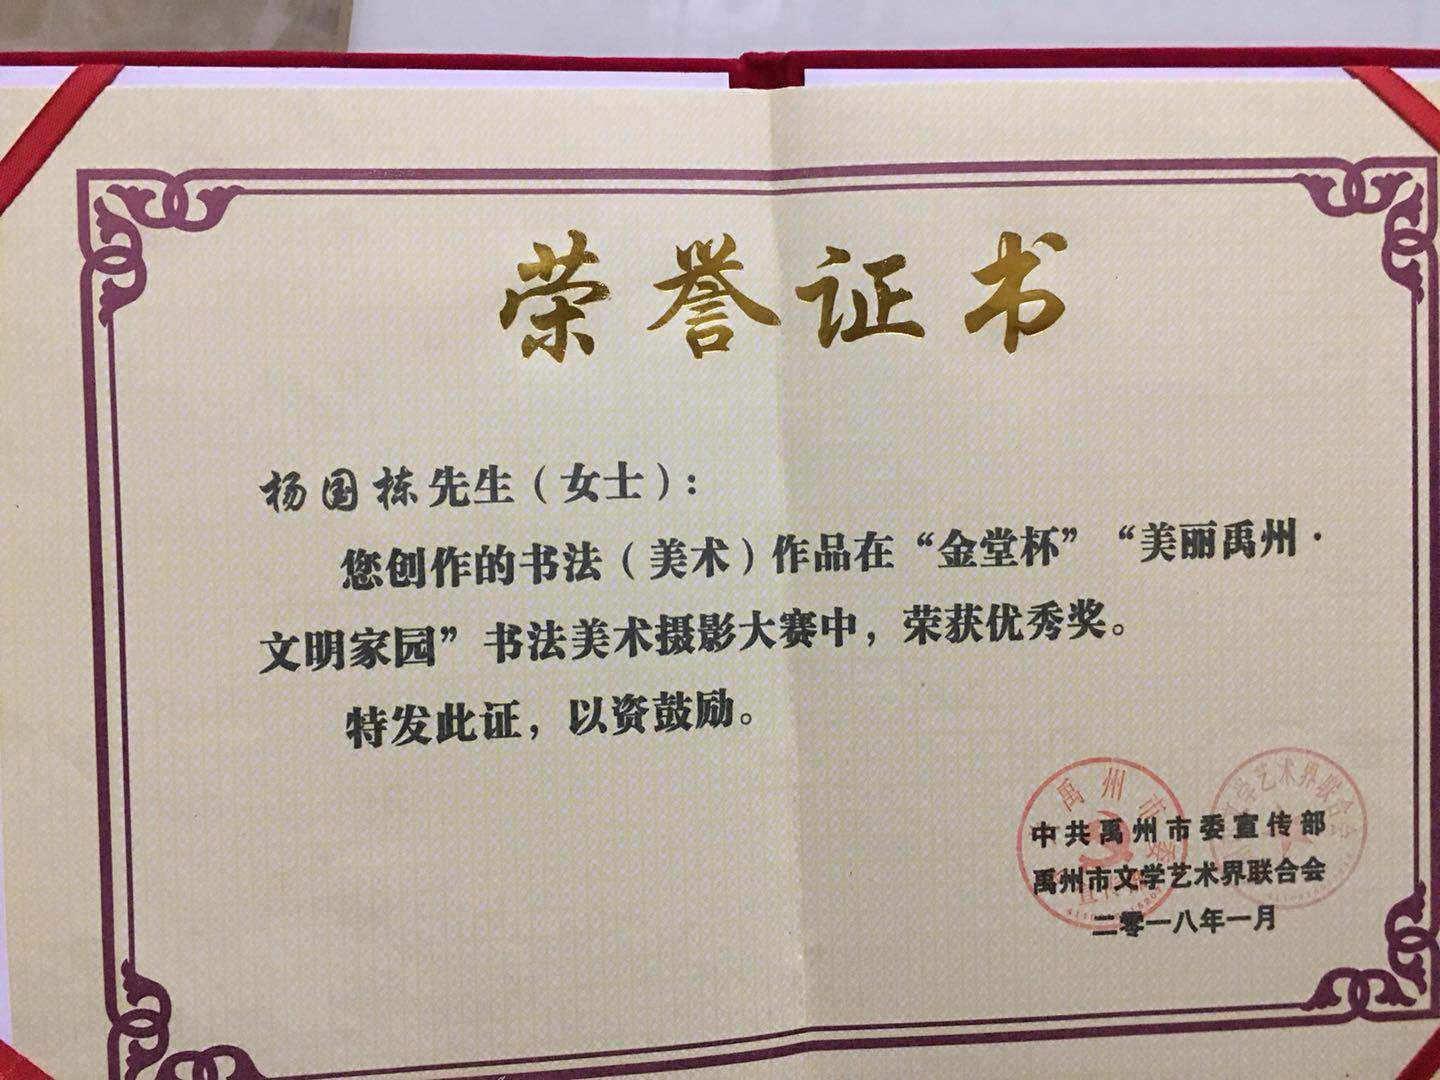 荣誉证书
杨国栋先生（女士）：
您创作的书法（美术）作品在“金堂杯”“美丽禹州·
文明家园”书法美术摄影大赛中，荣获优秀奖。
特发此证，以资鼓励。
中共禹州市委宣传部
禹州市文学艺术界联合会
二零一八年一月